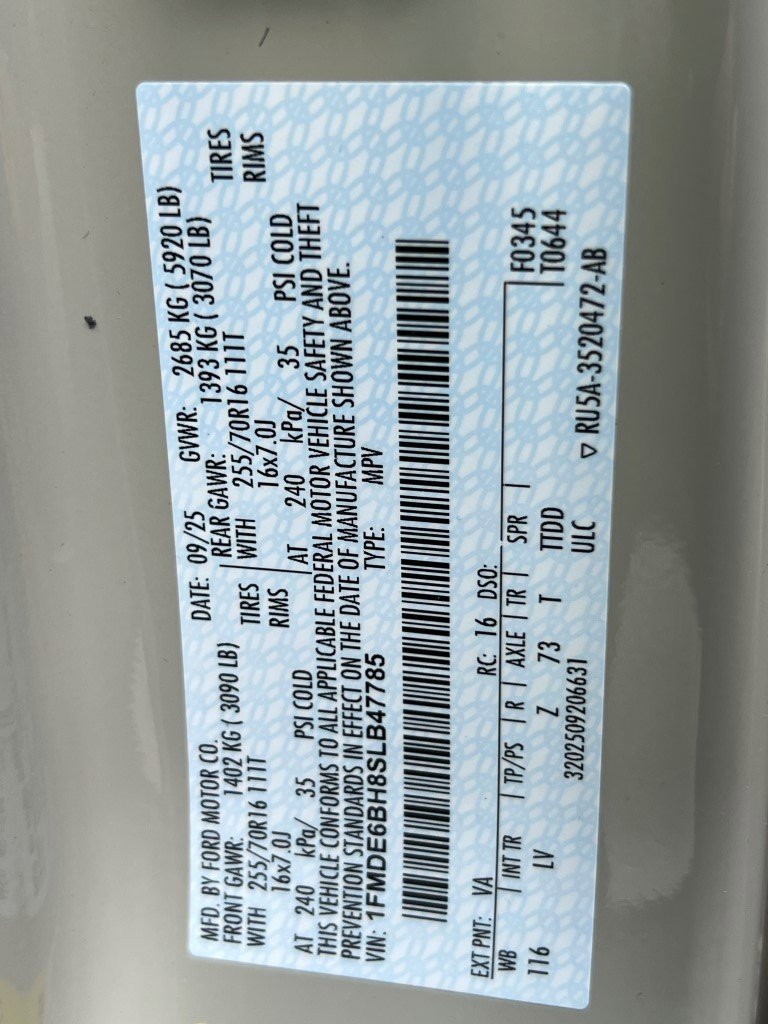 MFD. BY FORD MOTOR CO. DATE: 09/25 GVWR: 2685 KG ( 5920 LB)
FRONT GAWR: 1402 KG ( 3090 LB) REAR GAWR: 1393 KG ( 3070 LB)
WITH 255/70R16 111T TIRES WITH 255/70R16 111T TIRES
16x7.0J RIMS 16x7.0J RIMS
AT 240 kPa/ 35 PSI COLD AT 240 kPa/ 35 PSI COLD
THIS VEHICLE CONFORMS TO ALL APPLICABLE FEDERAL MOTOR VEHICLE SAFETY AND THEFT
PREVENTION STANDARDS IN EFFECT ON THE DATE OF MANUFACTURE SHOWN ABOVE.
VIN: 1FMDE6BH8SLB47785 TYPE: MPV
EXT PNT: VA RC: 16 DSO:
WB INT TR TP/PS R AXLE TR SPR F0345
116 LV Z 73 T TTDD T0644
3202509206631 ULC ▽ RU5A-3520472-AB